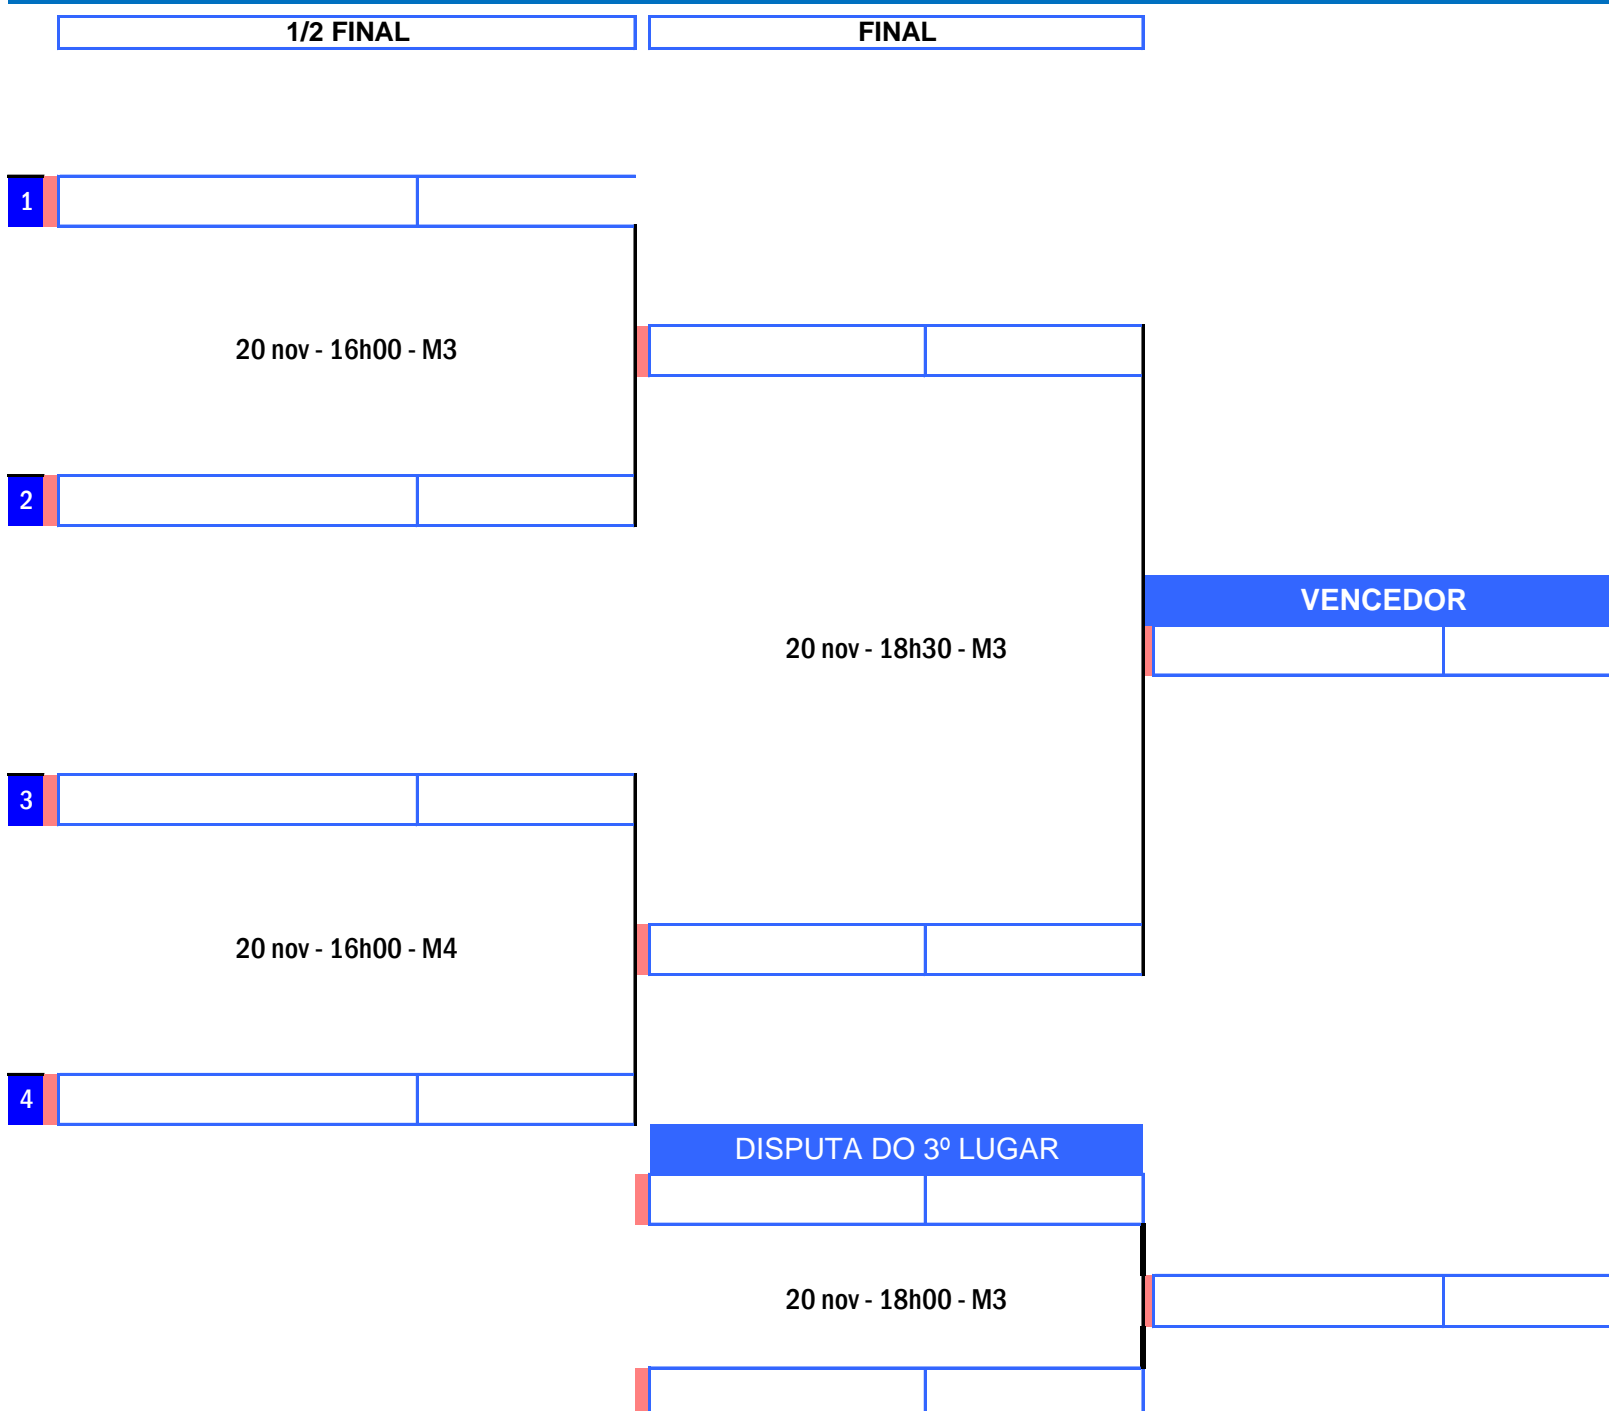 1/2 FINAL
FINAL
1
20 nov - 16h00 - M3
2
VENCEDOR
20 nov - 18h30 - M3
3
20 nov - 16h00 - M4
4
DISPUTA DO 3º LUGAR
20 nov - 18h00 - M3